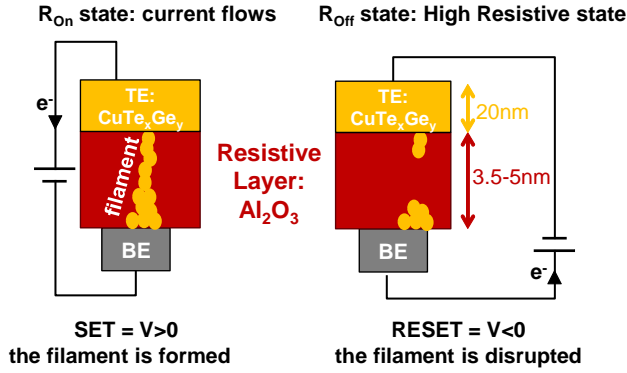 R_On state: current flows
R_Off state: High Resistive state
e-
TE:
CuTe_xGe_y
filament
BE
Resistive
Layer:
Al_2O_3
TE:
CuTe_xGe_y
20nm
3.5-5nm
BE
e-
SET = V>0
the filament is formed
RESET = V<0
the filament is disrupted